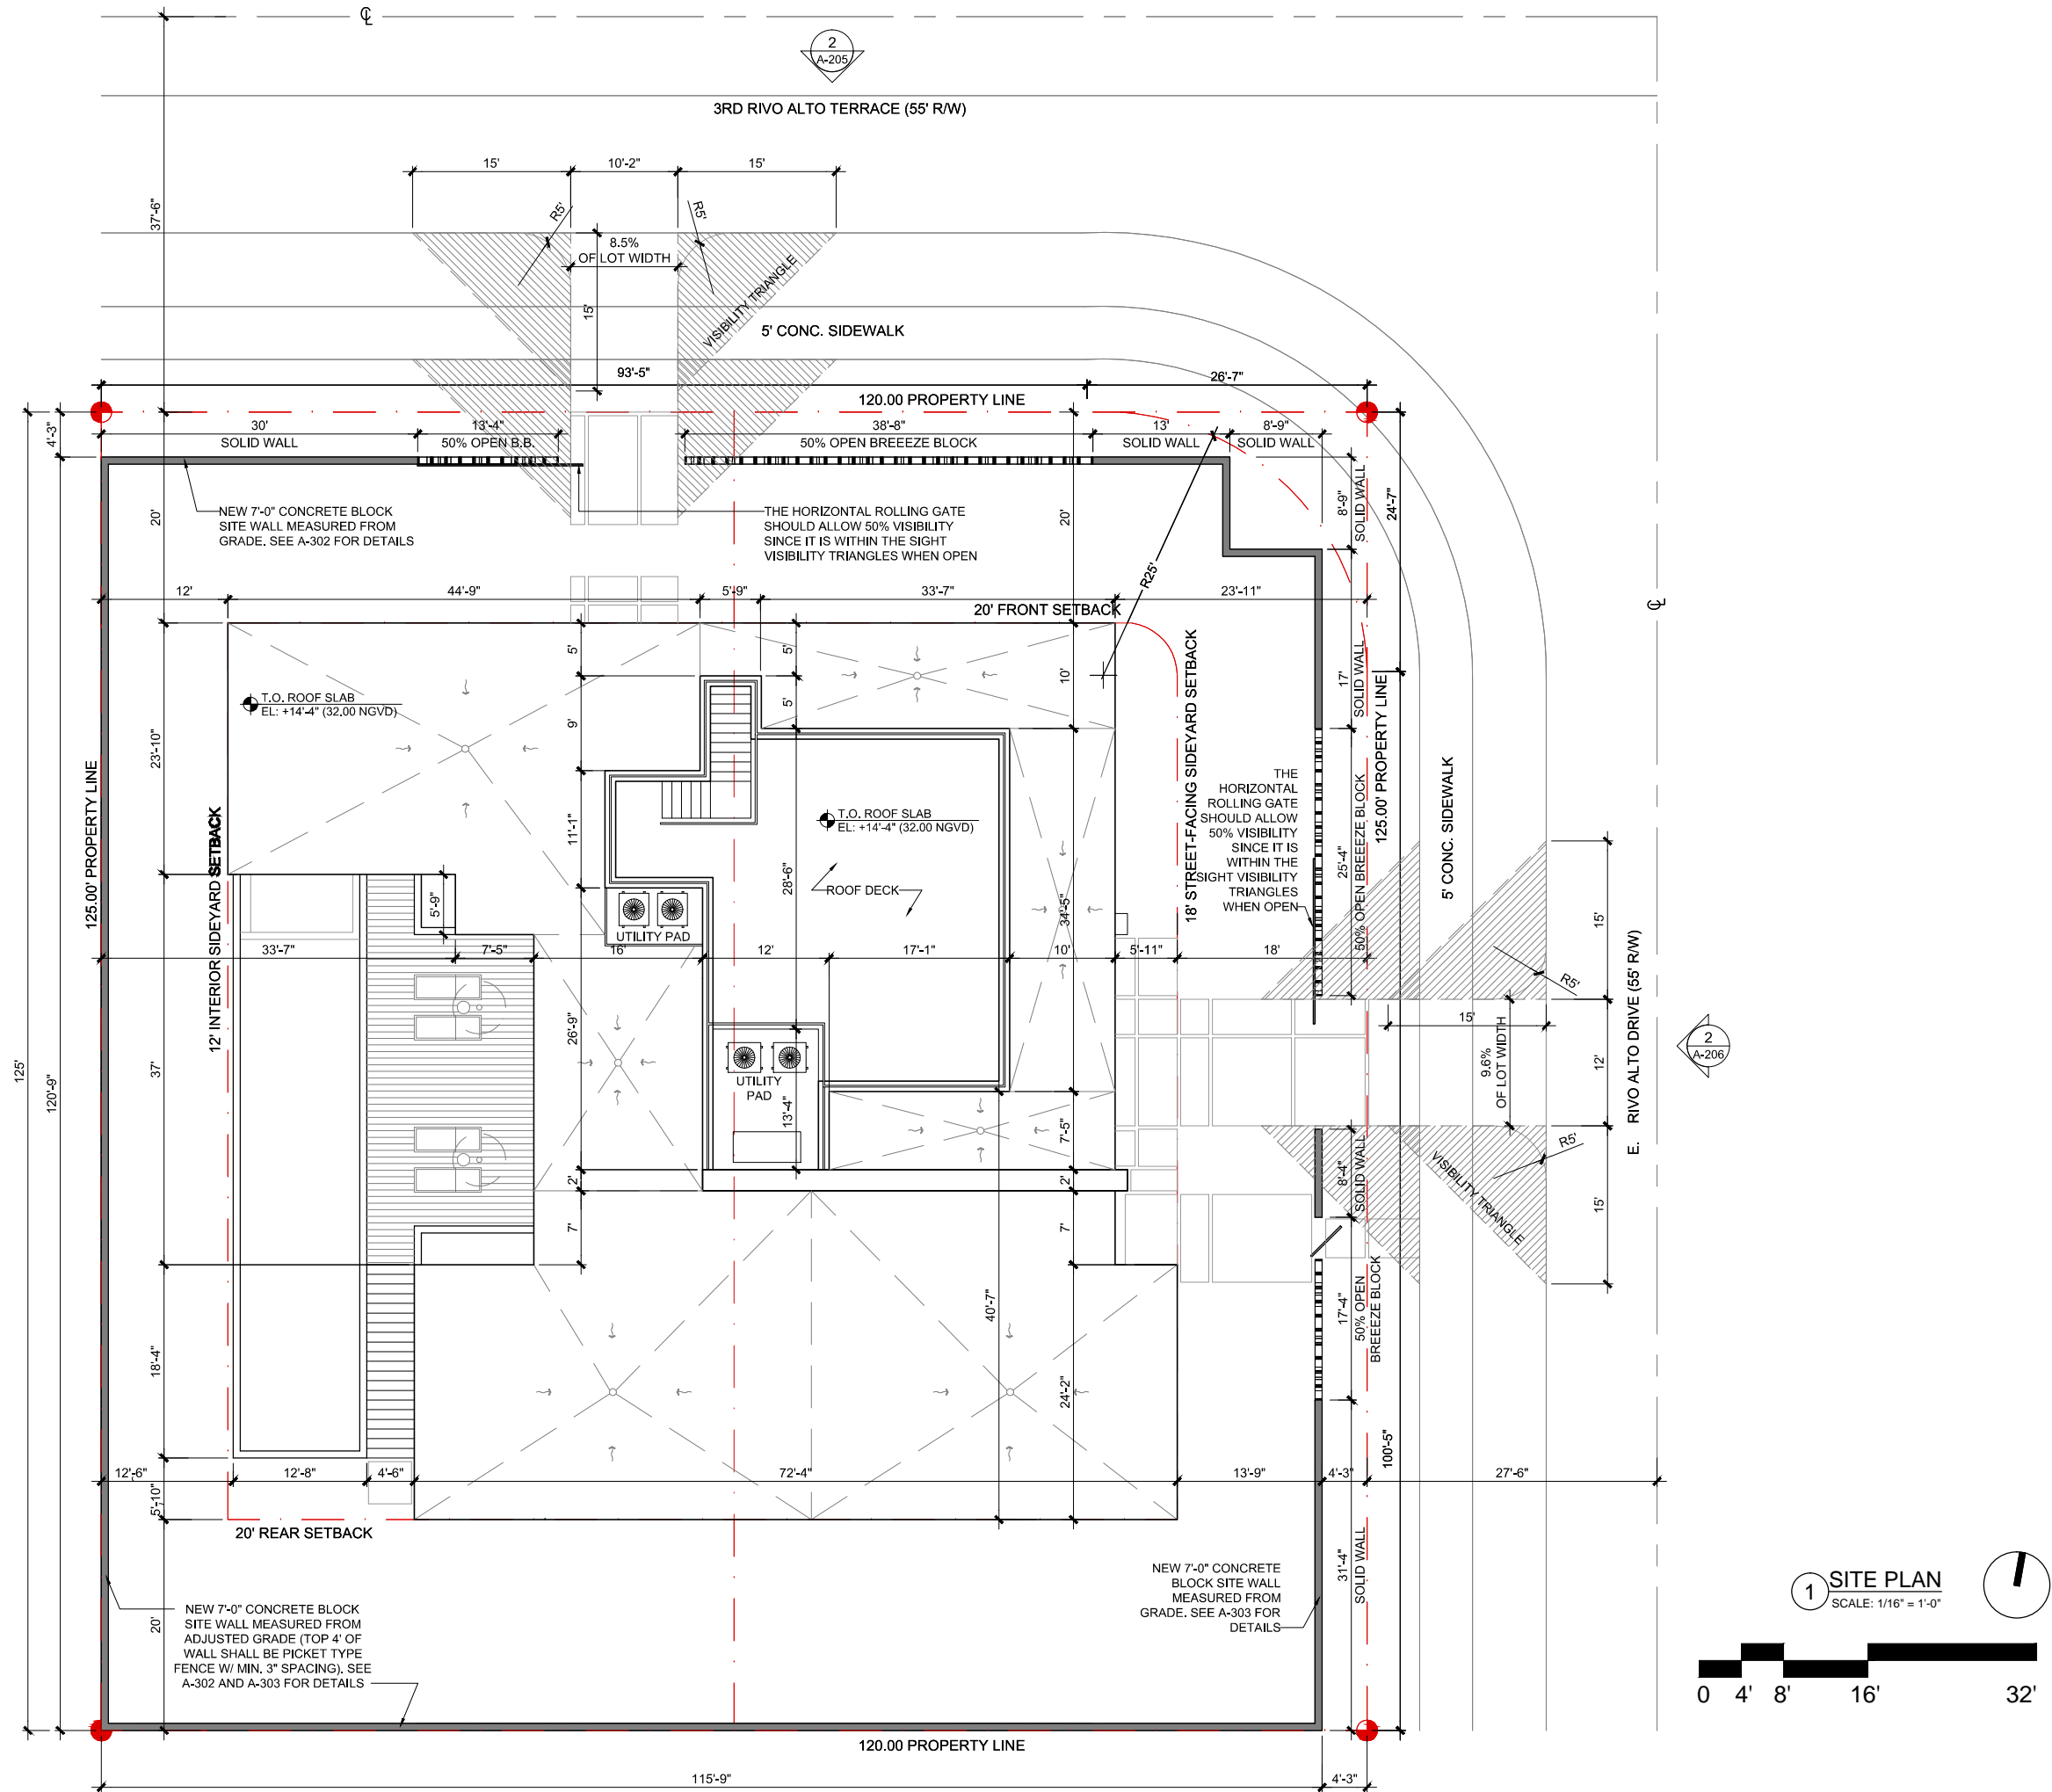 ℄
2
A-205
3RD RIVO ALTO TERRACE (55' R/W)
15'
10'-2"
15'
37'-6"
R5'
R5'
8.5%
OF LOT WIDTH
15'
VISIBILITY TRIANGLE
5' CONC. SIDEWALK
93'-5"
26'-7"
120.00 PROPERTY LINE
4'-3"
30'
SOLID WALL
13'-4"
50% OPEN B.B.
38'-8"
50% OPEN BREEEZE BLOCK
13'
SOLID WALL
8'-9"
SOLID WALL
8'-9"
SOLID WALL
24'-7"
NEW 7'-0" CONCRETE BLOCK
SITE WALL MEASURED FROM
GRADE. SEE A-302 FOR DETAILS
THE HORIZONTAL ROLLING GATE
SHOULD ALLOW 50% VISIBILITY
SINCE IT IS WITHIN THE SIGHT
VISIBILITY TRIANGLES WHEN OPEN
20'
20'
R25'
12'
44'-9"
5'-9"
33'-7"
23'-11"
20' FRONT SETBACK
℄
5'
5'
10'
5'
9'
17'
SOLID WALL
18' STREET-FACING SIDEYARD SETBACK
125.00' PROPERTY LINE
T.O. ROOF SLAB
EL: +14'-4" (32.00 NGVD)
23'-10"
125.00' PROPERTY LINE
12' INTERIOR SIDEYARD SETBACK
11'-1"
T.O. ROOF SLAB
EL: +14'-4" (32.00 NGVD)
28'-6"
ROOF DECK
34'-5"
THE
HORIZONTAL
ROLLING GATE
SHOULD ALLOW
50% VISIBILITY
SINCE IT IS
WITHIN THE
SIGHT VISIBILITY
TRIANGLES
WHEN OPEN
25'-4"
50% OPEN BREEEZE BLOCK
5' CONC. SIDEWALK
5'-9"
UTILITY PAD
33'-7"
7'-5"
16'
12'
17'-1"
10'
5'-11"
18'
15'
R5'
15'
E. RIVO ALTO DRIVE (55' R/W)
2
A-206
125'
120'-9"
37'
26'-9"
UTILITY
PAD
13'-4"
7'-5"
9.6%
OF LOT WIDTH
12'
R5'
VISIBILITY TRIANGLE
15'
8'-4"
SOLID WALL
2'
2'
7'
7'
40'-7"
17'-4"
50% OPEN
BREEEZE BLOCK
18'-4"
24'-2"
100'-5"
12'-6"
12'-8"
4'-6"
72'-4"
13'-9"
4'-3"
27'-6"
5'-10"
20' REAR SETBACK
20'
31'-4"
SOLID WALL
NEW 7'-0" CONCRETE
BLOCK SITE WALL
MEASURED FROM
GRADE. SEE A-303 FOR
DETAILS
NEW 7'-0" CONCRETE BLOCK
SITE WALL MEASURED FROM
ADJUSTED GRADE (TOP 4' OF
WALL SHALL BE PICKET TYPE
FENCE W/ MIN. 3" SPACING). SEE
A-302 AND A-303 FOR DETAILS
120.00 PROPERTY LINE
115'-9"
4'-3"
1
SITE PLAN
SCALE: 1/16" = 1'-0"
0 4' 8' 16' 32'